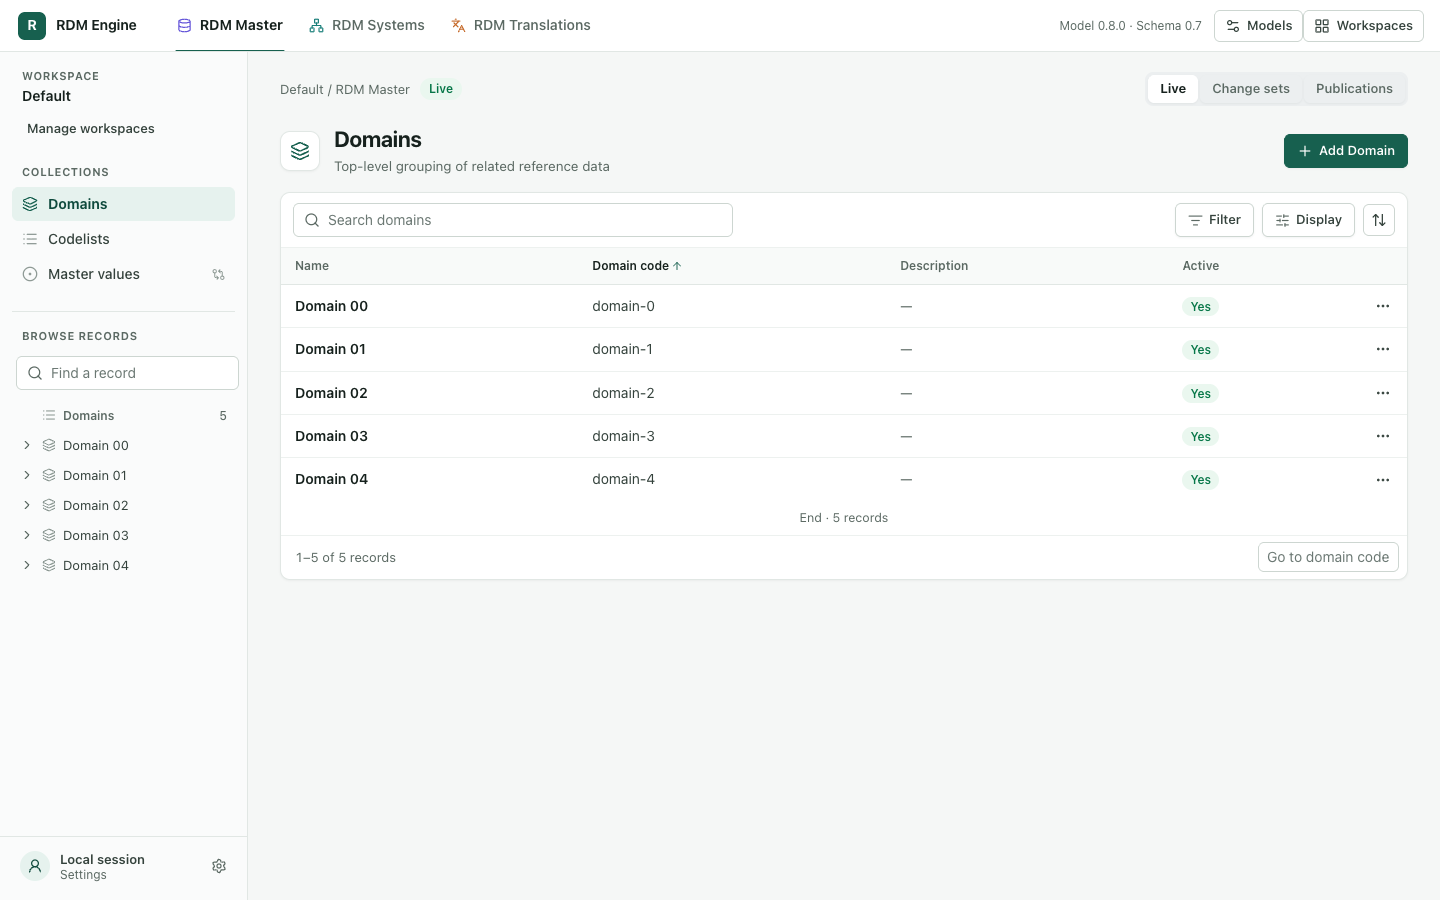 R RDM Engine RDM Master RDM Systems RDM Translations Model 0.8.0 · Schema 0.7 Models Workspaces
WORKSPACE
Default
Manage workspaces
COLLECTIONS
Domains
Codelists
Master values
BROWSE RECORDS
Find a record
Domains 5
Domain 00
Domain 01
Domain 02
Domain 03
Domain 04
Local session
Settings
Default / RDM Master Live Live Change sets Publications
Domains
Top-level grouping of related reference data
Add Domain
Search domains Filter Display
Name Domain code ↑ Description Active
Domain 00 domain-0 — Yes ···
Domain 01 domain-1 — Yes ···
Domain 02 domain-2 — Yes ···
Domain 03 domain-3 — Yes ···
Domain 04 domain-4 — Yes ···
End · 5 records
1–5 of 5 records Go to domain code